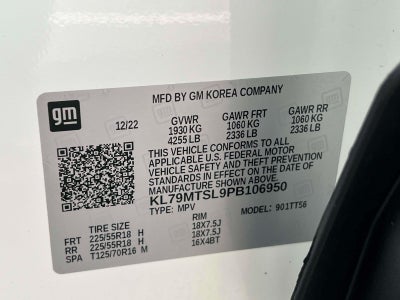 gm
MFD BY GM KOREA COMPANY
12/22 GVWR GAWR FRT GAWR RR
1930 KG 1060 KG 1060 KG
4255 LB 2336 LB 2336 LB
THIS VEHICLE CONFORMS TO ALL
APPLICABLE U.S. FEDERAL MOTOR
VEHICLE SAFETY AND THEFT PREVENTION
STANDARDS IN EFFECT ON THE DATE OF
MANUFACTURE SHOWN ABOVE.
KL79MTSL9PB106950
TYPE: MPV MODEL: 901TT56
TIRE SIZE RIM
FRT 225/55R18 H 18X7.5J
RR 225/55R18 H 18X7.5J
SPA T125/70R16 M 16X4BT